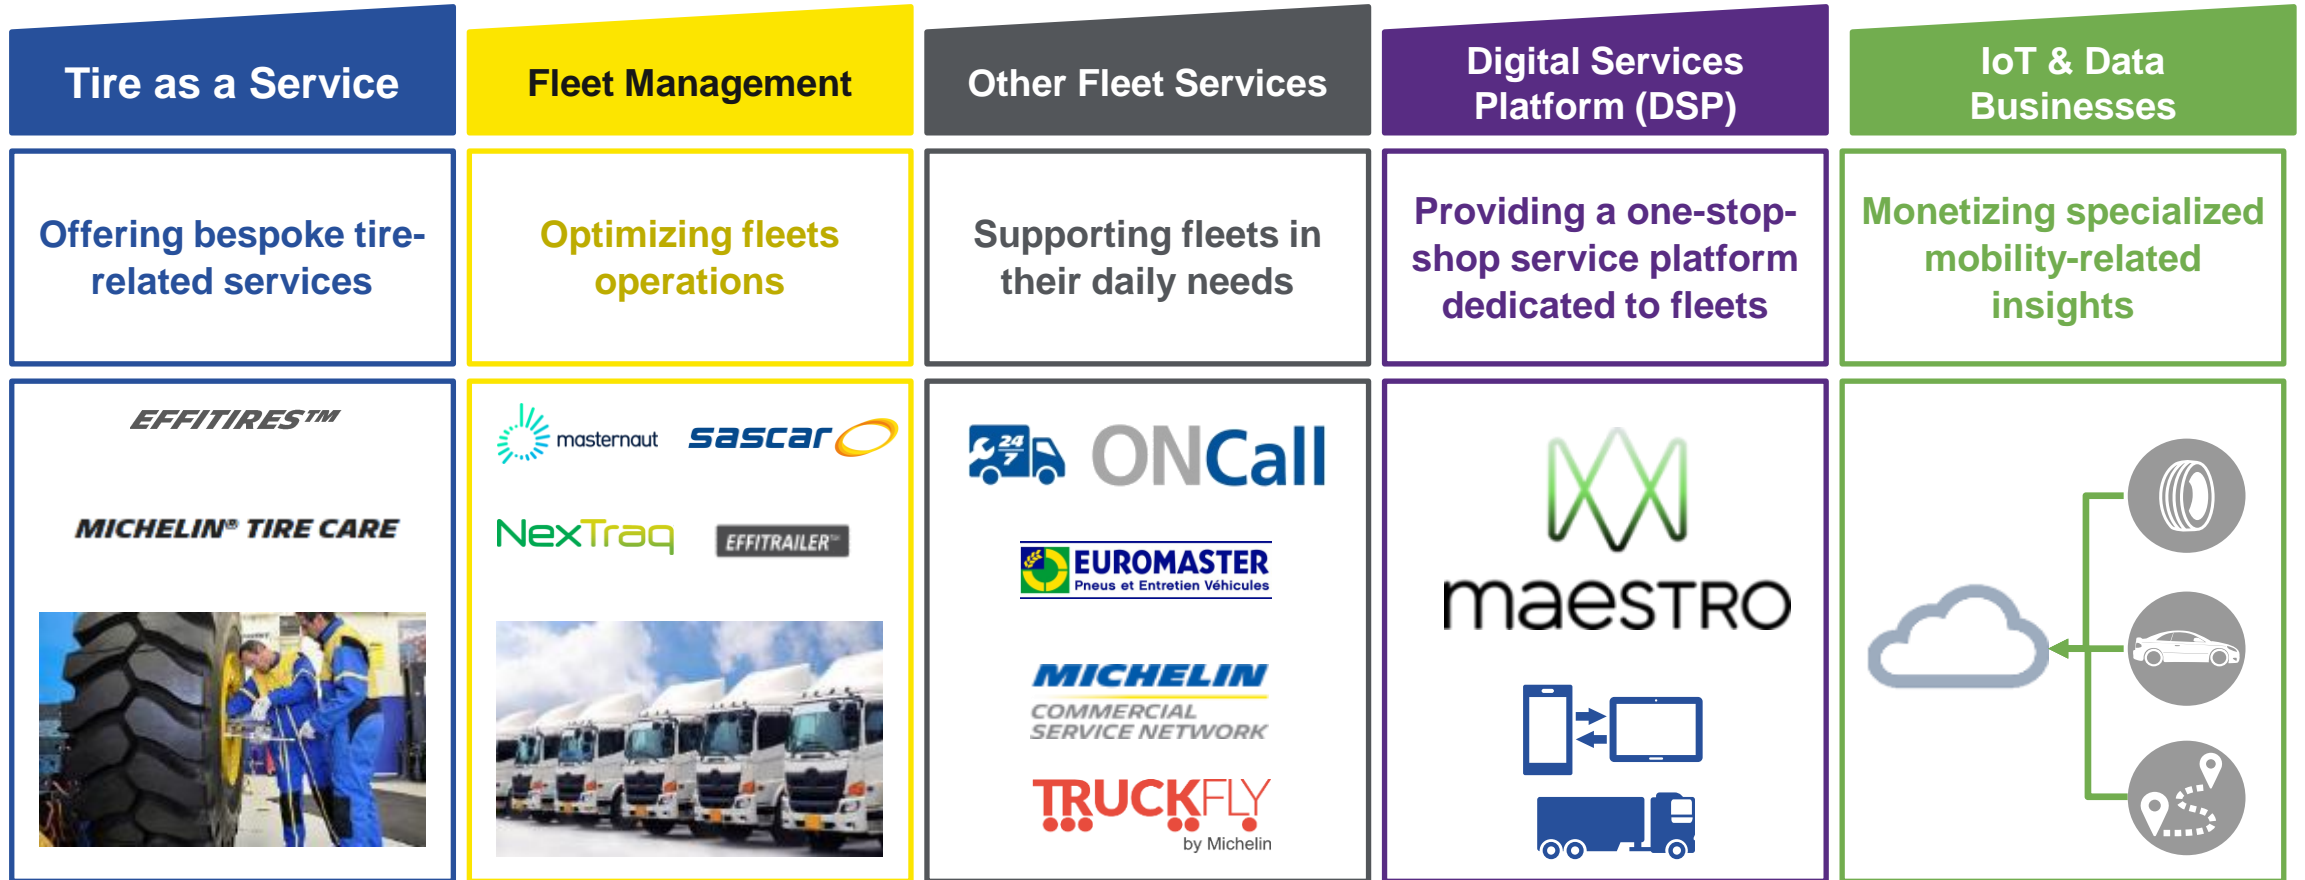 Tire as a Service
Fleet Management
Other Fleet Services
Digital Services
Platform (DSP)
IoT & Data
Businesses
Offering bespoke tire-
related services
Optimizing fleets
operations
Supporting fleets in
their daily needs
Providing a one-stop-
shop service platform
dedicated to fleets
Monetizing specialized
mobility-related
insights
EFFITIRES™
MICHELIN® TIRE CARE
masternaut
sascar
NexTraq
EFFITRAILER™
24
7
ONCall
EUROMASTER
Pneus et Entretien Véhicules
MICHELIN
COMMERCIAL
SERVICE NETWORK
TRUCKFLY
by Michelin
maeSTRO